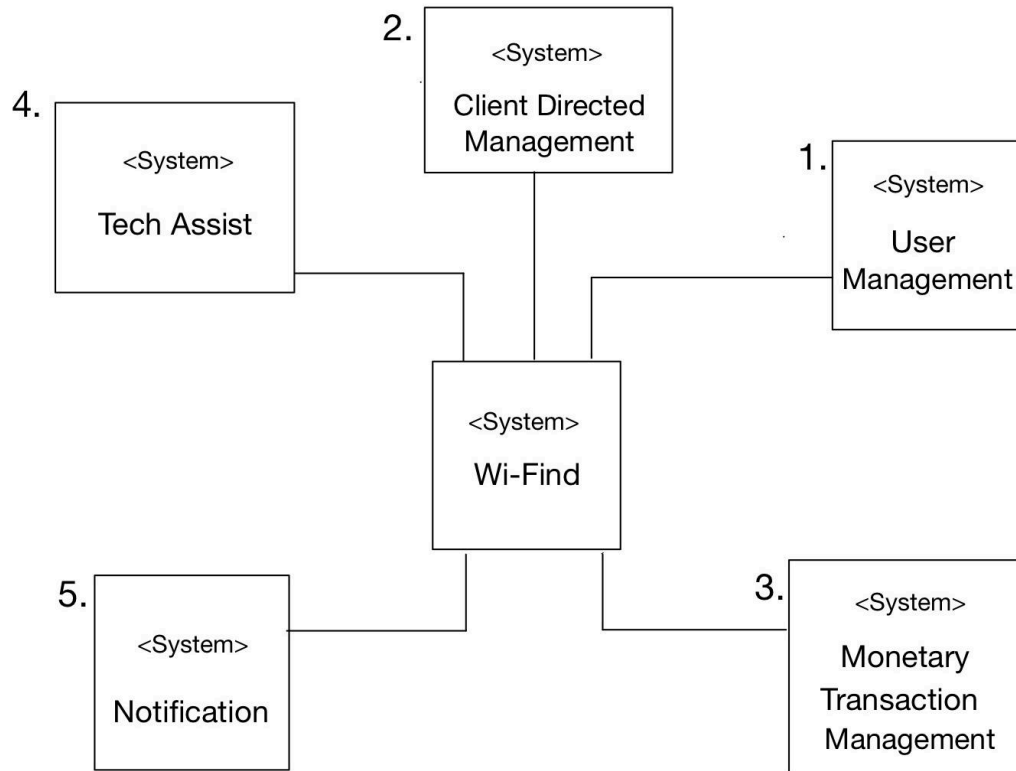 2.
<System>
Client Directed
Management
4.
<System>
Tech Assist
1.
<System>
User
Management
<System>
Wi-Find
5.
<System>
Notification
3.
<System>
Monetary
Transaction
Management